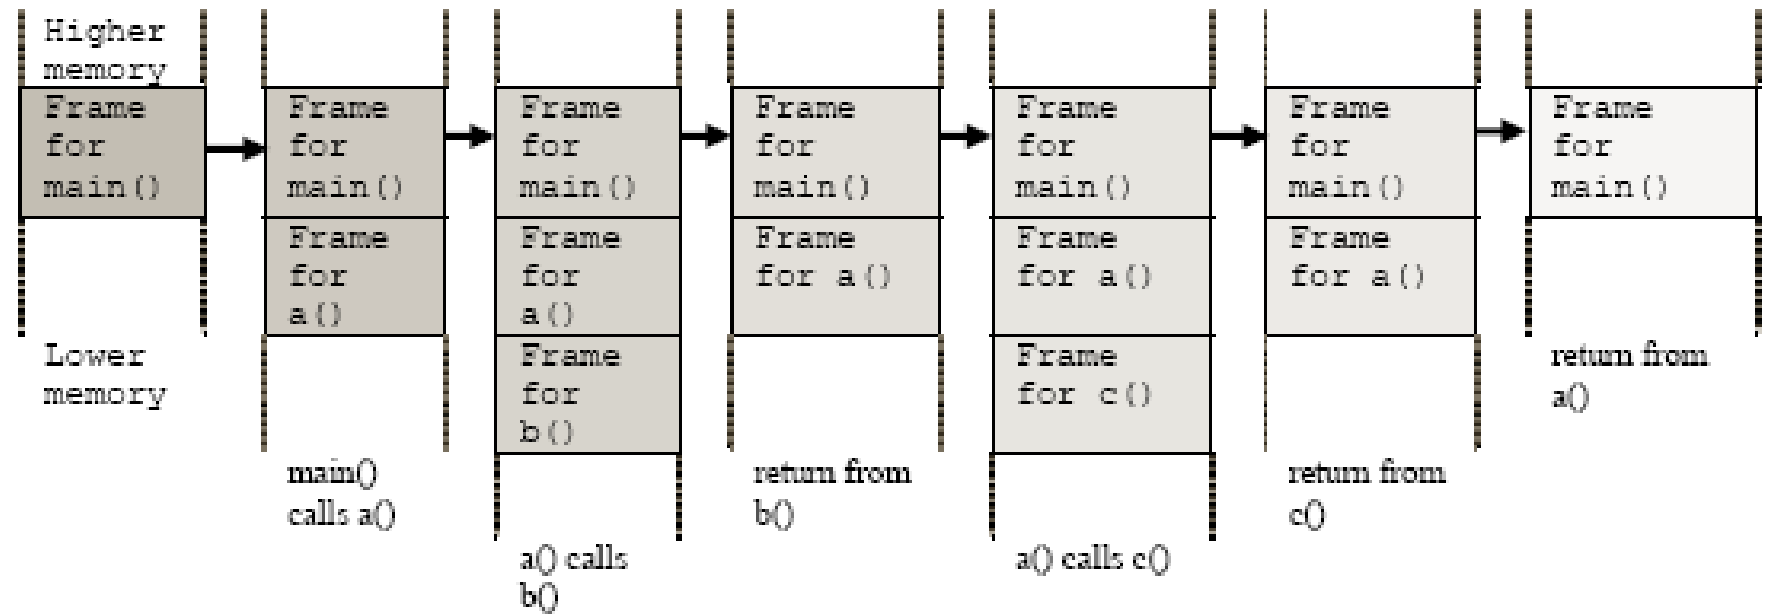 Higher
memory
Frame
for
main()
Lower
memory
Frame
for
main()
Frame
for
a()
main()
calls a()
Frame
for
main()
Frame
for
a()
Frame
for
b()
a() calls
b()
Frame
for
main()
Frame
for a()
return from
b()
Frame
for
main()
Frame
for a()
Frame
for c()
a() calls c()
Frame
for
main()
Frame
for a()
return from
c()
Frame
for
main()
return from
a()